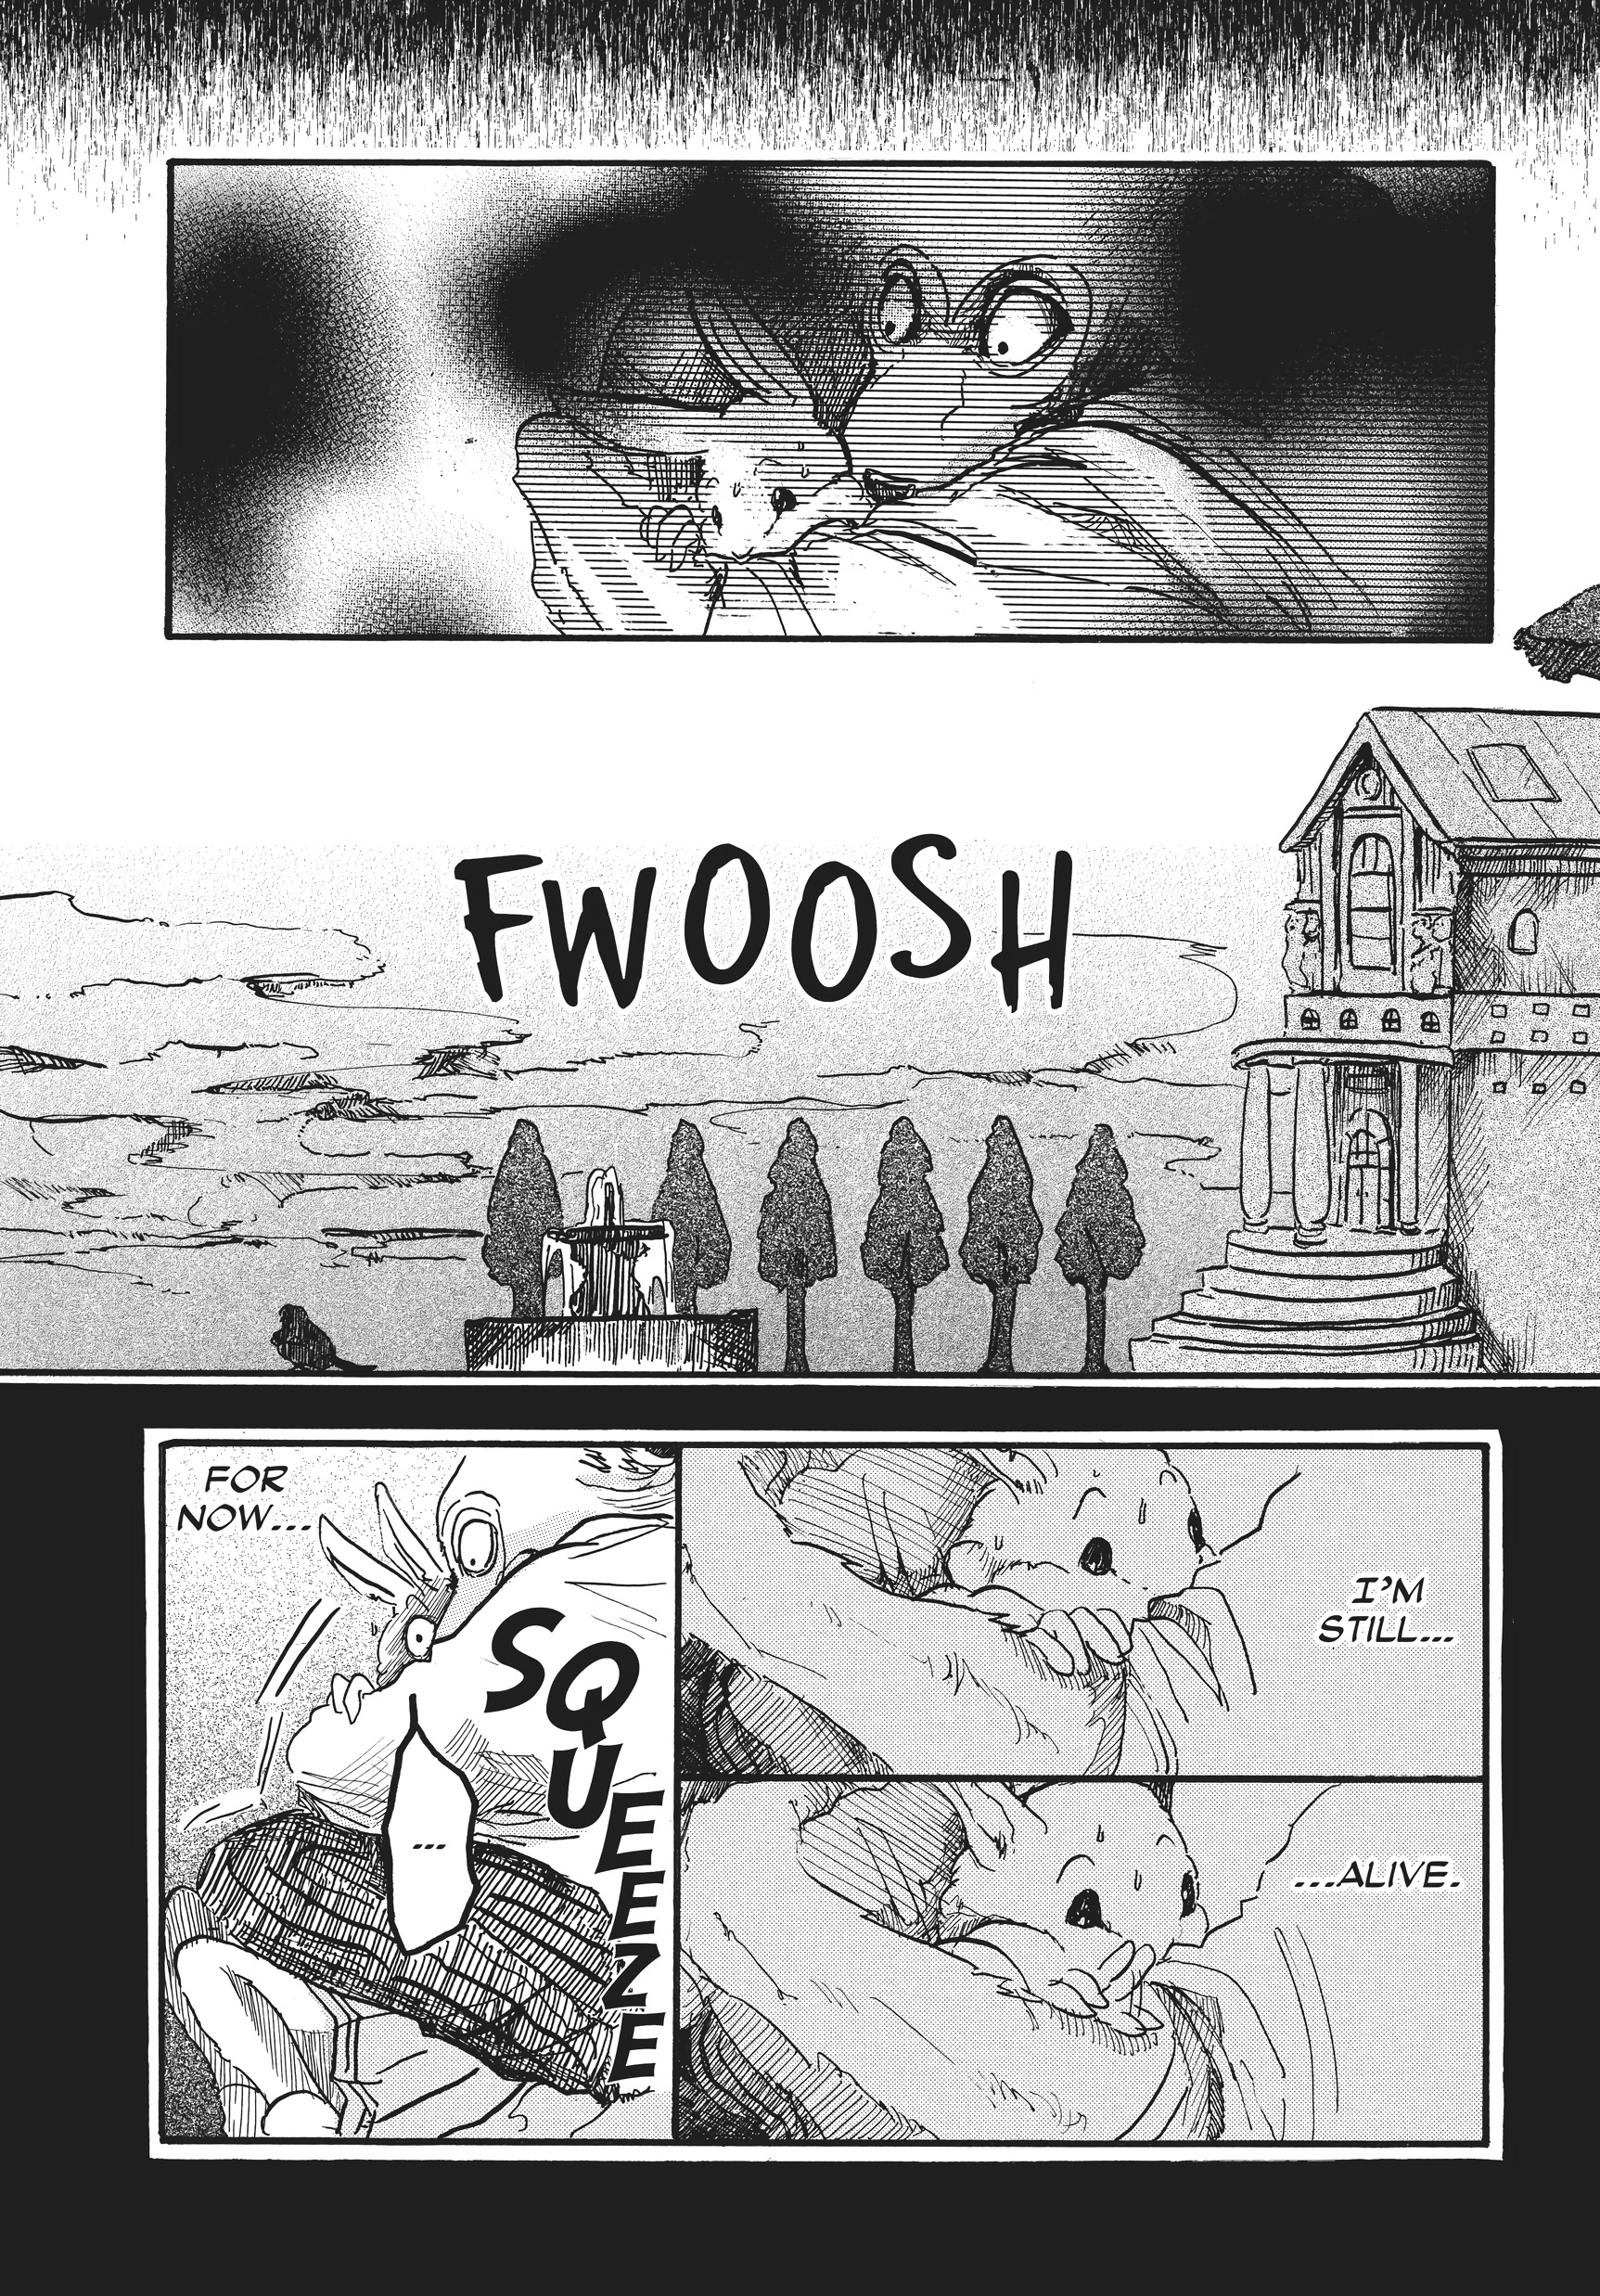 FWOOSH
I'M
STILL...
...ALIVE.
FOR
NOW...
SQUEEZE
...